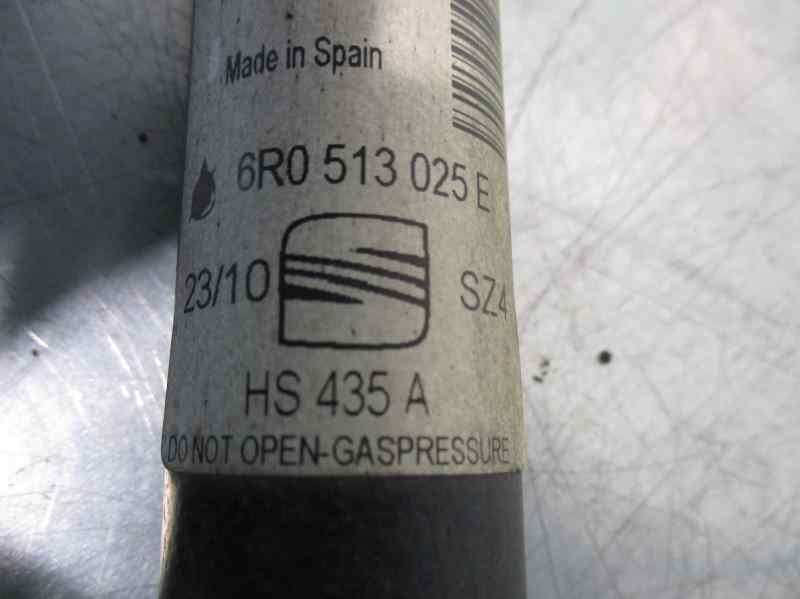 Made in Spain
6R0 513 025 E
23/10 SZ4
HS 435 A
DO NOT OPEN-GASPRESSURE